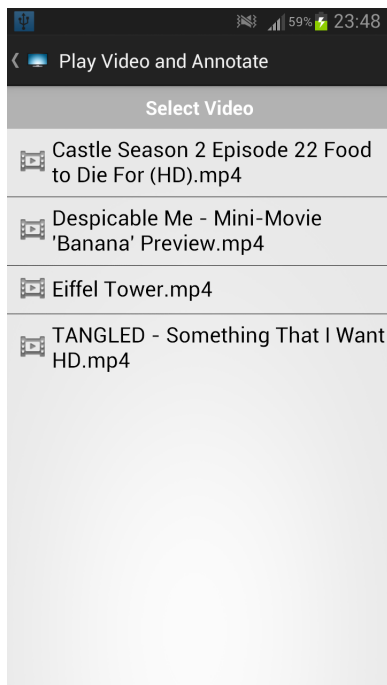 59% 23:48
Play Video and Annotate
Select Video
Castle Season 2 Episode 22 Food
to Die For (HD).mp4
Despicable Me - Mini-Movie
'Banana' Preview.mp4
Eiffel Tower.mp4
TANGLED - Something That I Want
HD.mp4